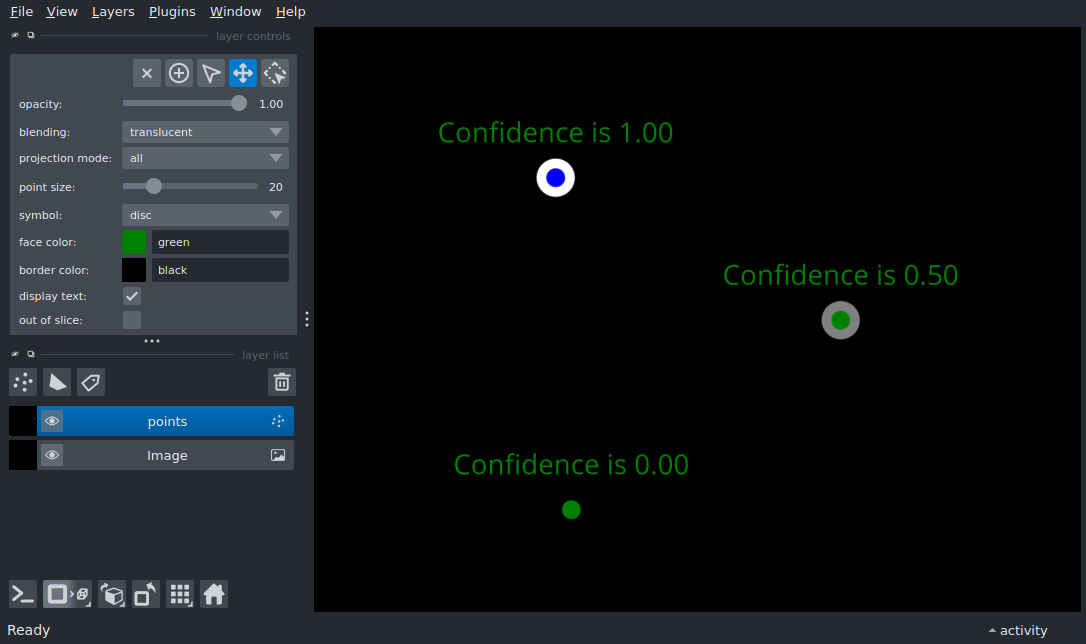 File View Layers Plugins Window Help
layer controls
opacity: 1.00
blending: translucent
projection mode: all
point size: 20
symbol: disc
face color: green
border color: black
display text:
out of slice:
layer list
points
Image
Confidence is 1.00
Confidence is 0.50
Confidence is 0.00
Ready
activity